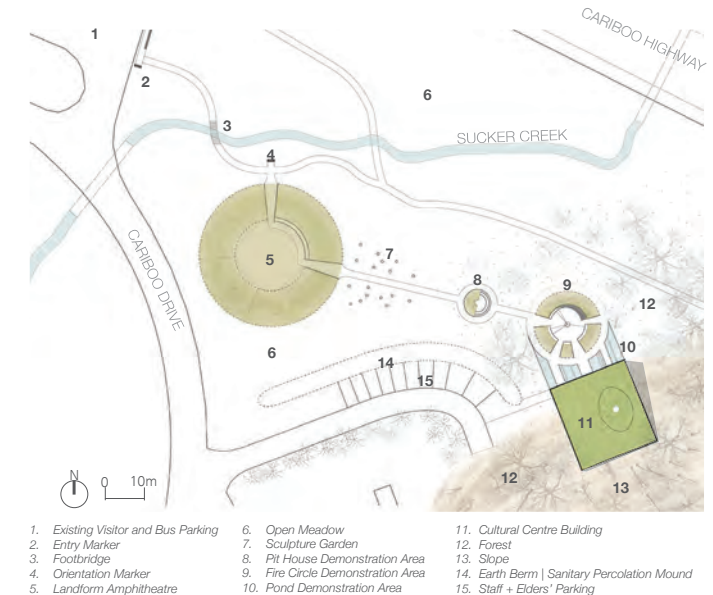 CARIBOO HIGHWAY
1
2
6
3
SUCKER CREEK
4
CARIBOO DRIVE
7
5
8
9
12
6
10
14
15
11
12
13
N
0 10m
1. Existing Visitor and Bus Parking
2. Entry Marker
3. Footbridge
4. Orientation Marker
5. Landform Amphitheatre
6. Open Meadow
7. Sculpture Garden
8. Pit House Demonstration Area
9. Fire Circle Demonstration Area
10. Pond Demonstration Area
11. Cultural Centre Building
12. Forest
13. Slope
14. Earth Berm | Sanitary Percolation Mound
15. Staff + Elders' Parking